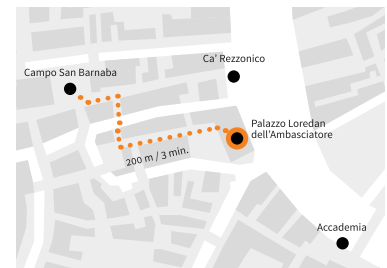 Ca' Rezzonico
Campo San Barnaba
Palazzo Loredan
dell'Ambasciatore
200 m / 3 min.
Accademia